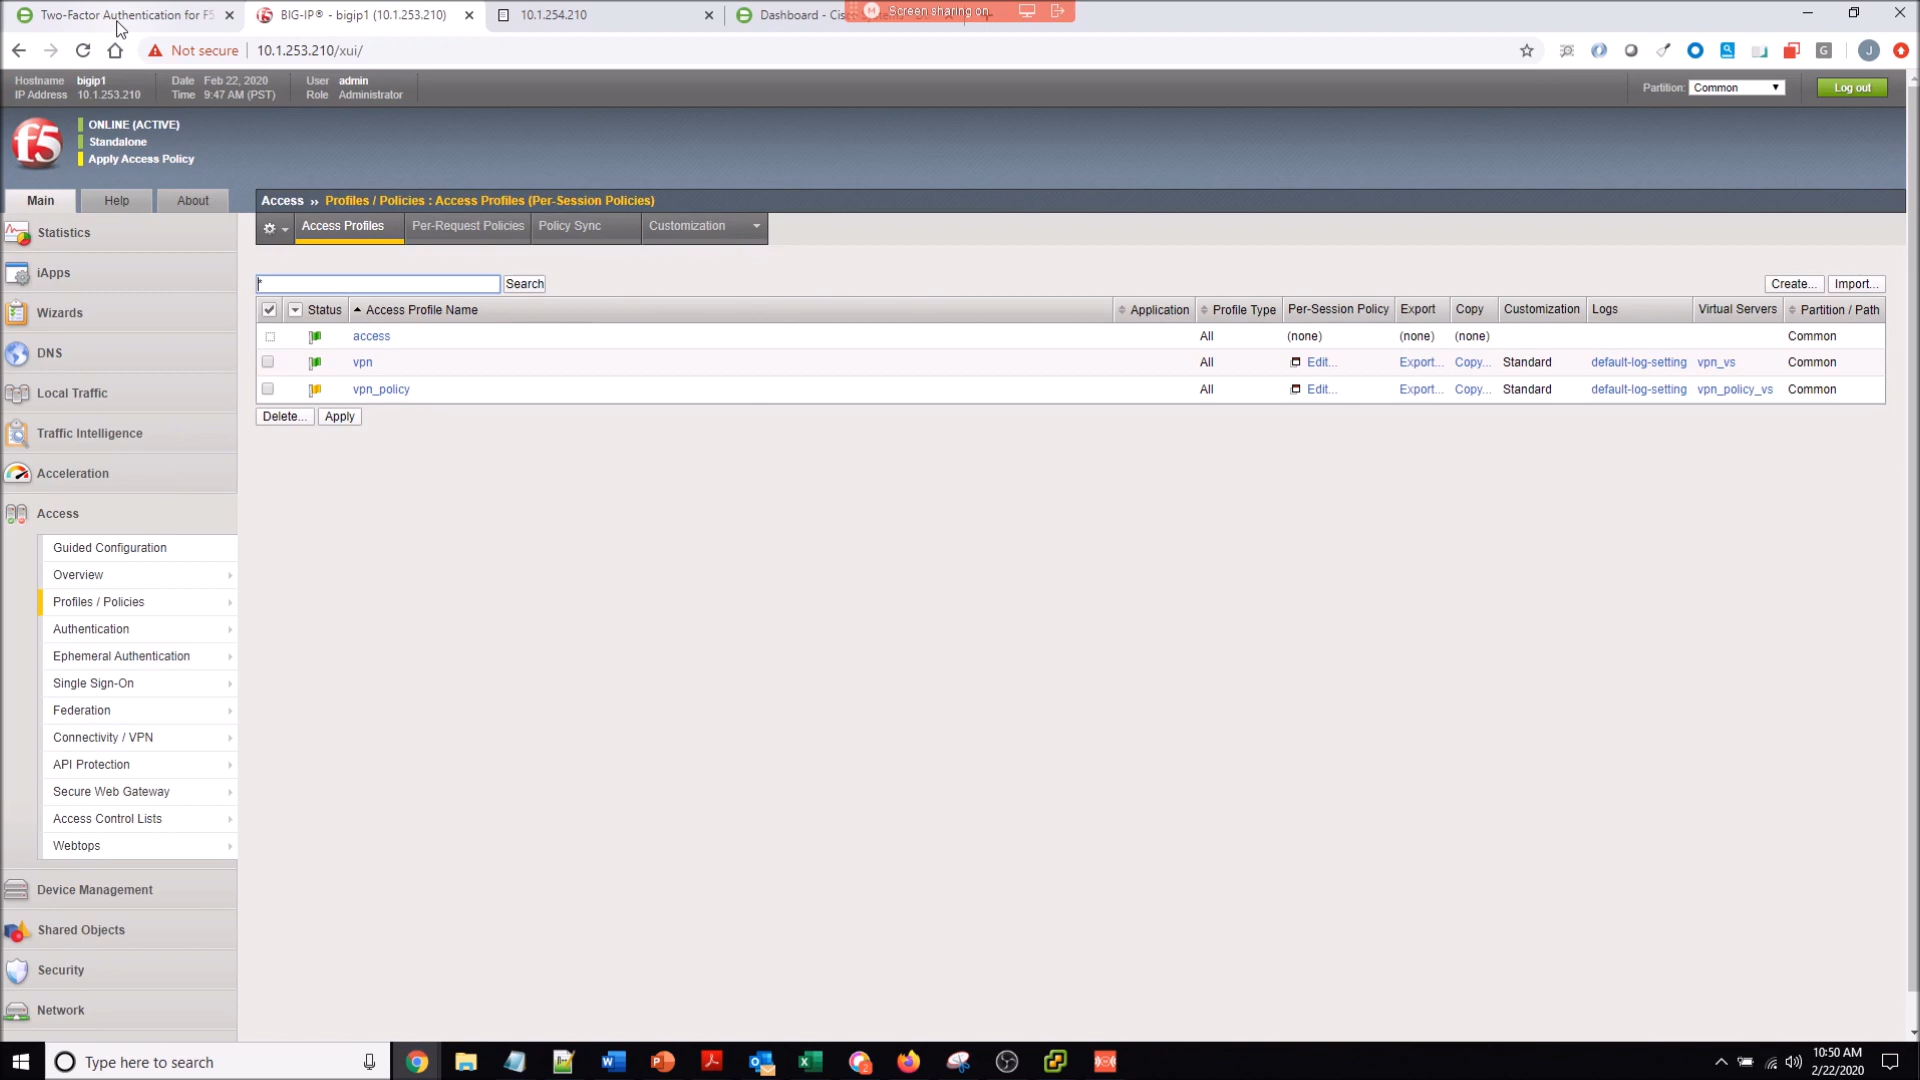 Two-Factor Authentication for F5
BIG-IP® - bigip1 (10.1.253.210)
10.1.254.210
Dashboard - Cis
Screen sharing on
Not secure
10.1.253.210/xui/
G
J
Hostname bigip1
IP Address 10.1.253.210
Date Feb 22, 2020
Time 9:47 AM (PST)
User admin
Role Administrator
Partition: Common
Log out
f5
ONLINE (ACTIVE)
Standalone
Apply Access Policy
Main
Help
About
Access ›› Profiles / Policies : Access Profiles (Per-Session Policies)
Access Profiles
Per-Request Policies
Policy Sync
Customization
Statistics
iApps
Wizards
DNS
Local Traffic
Traffic Intelligence
Acceleration
Access
Guided Configuration
Overview
Profiles / Policies
Authentication
Ephemeral Authentication
Single Sign-On
Federation
Connectivity / VPN
API Protection
Secure Web Gateway
Access Control Lists
Webtops
Device Management
Shared Objects
Security
Network
*
Search
Create...
Import...
Status Access Profile Name Application Profile Type Per-Session Policy Export Copy Customization Logs Virtual Servers Partition / Path
access All (none) (none) (none) Common
vpn All Edit... Export... Copy... Standard default-log-setting vpn_vs Common
vpn_policy All Edit... Export... Copy... Standard default-log-setting vpn_policy_vs Common
Delete...
Apply
Type here to search
10:50 AM
2/22/2020